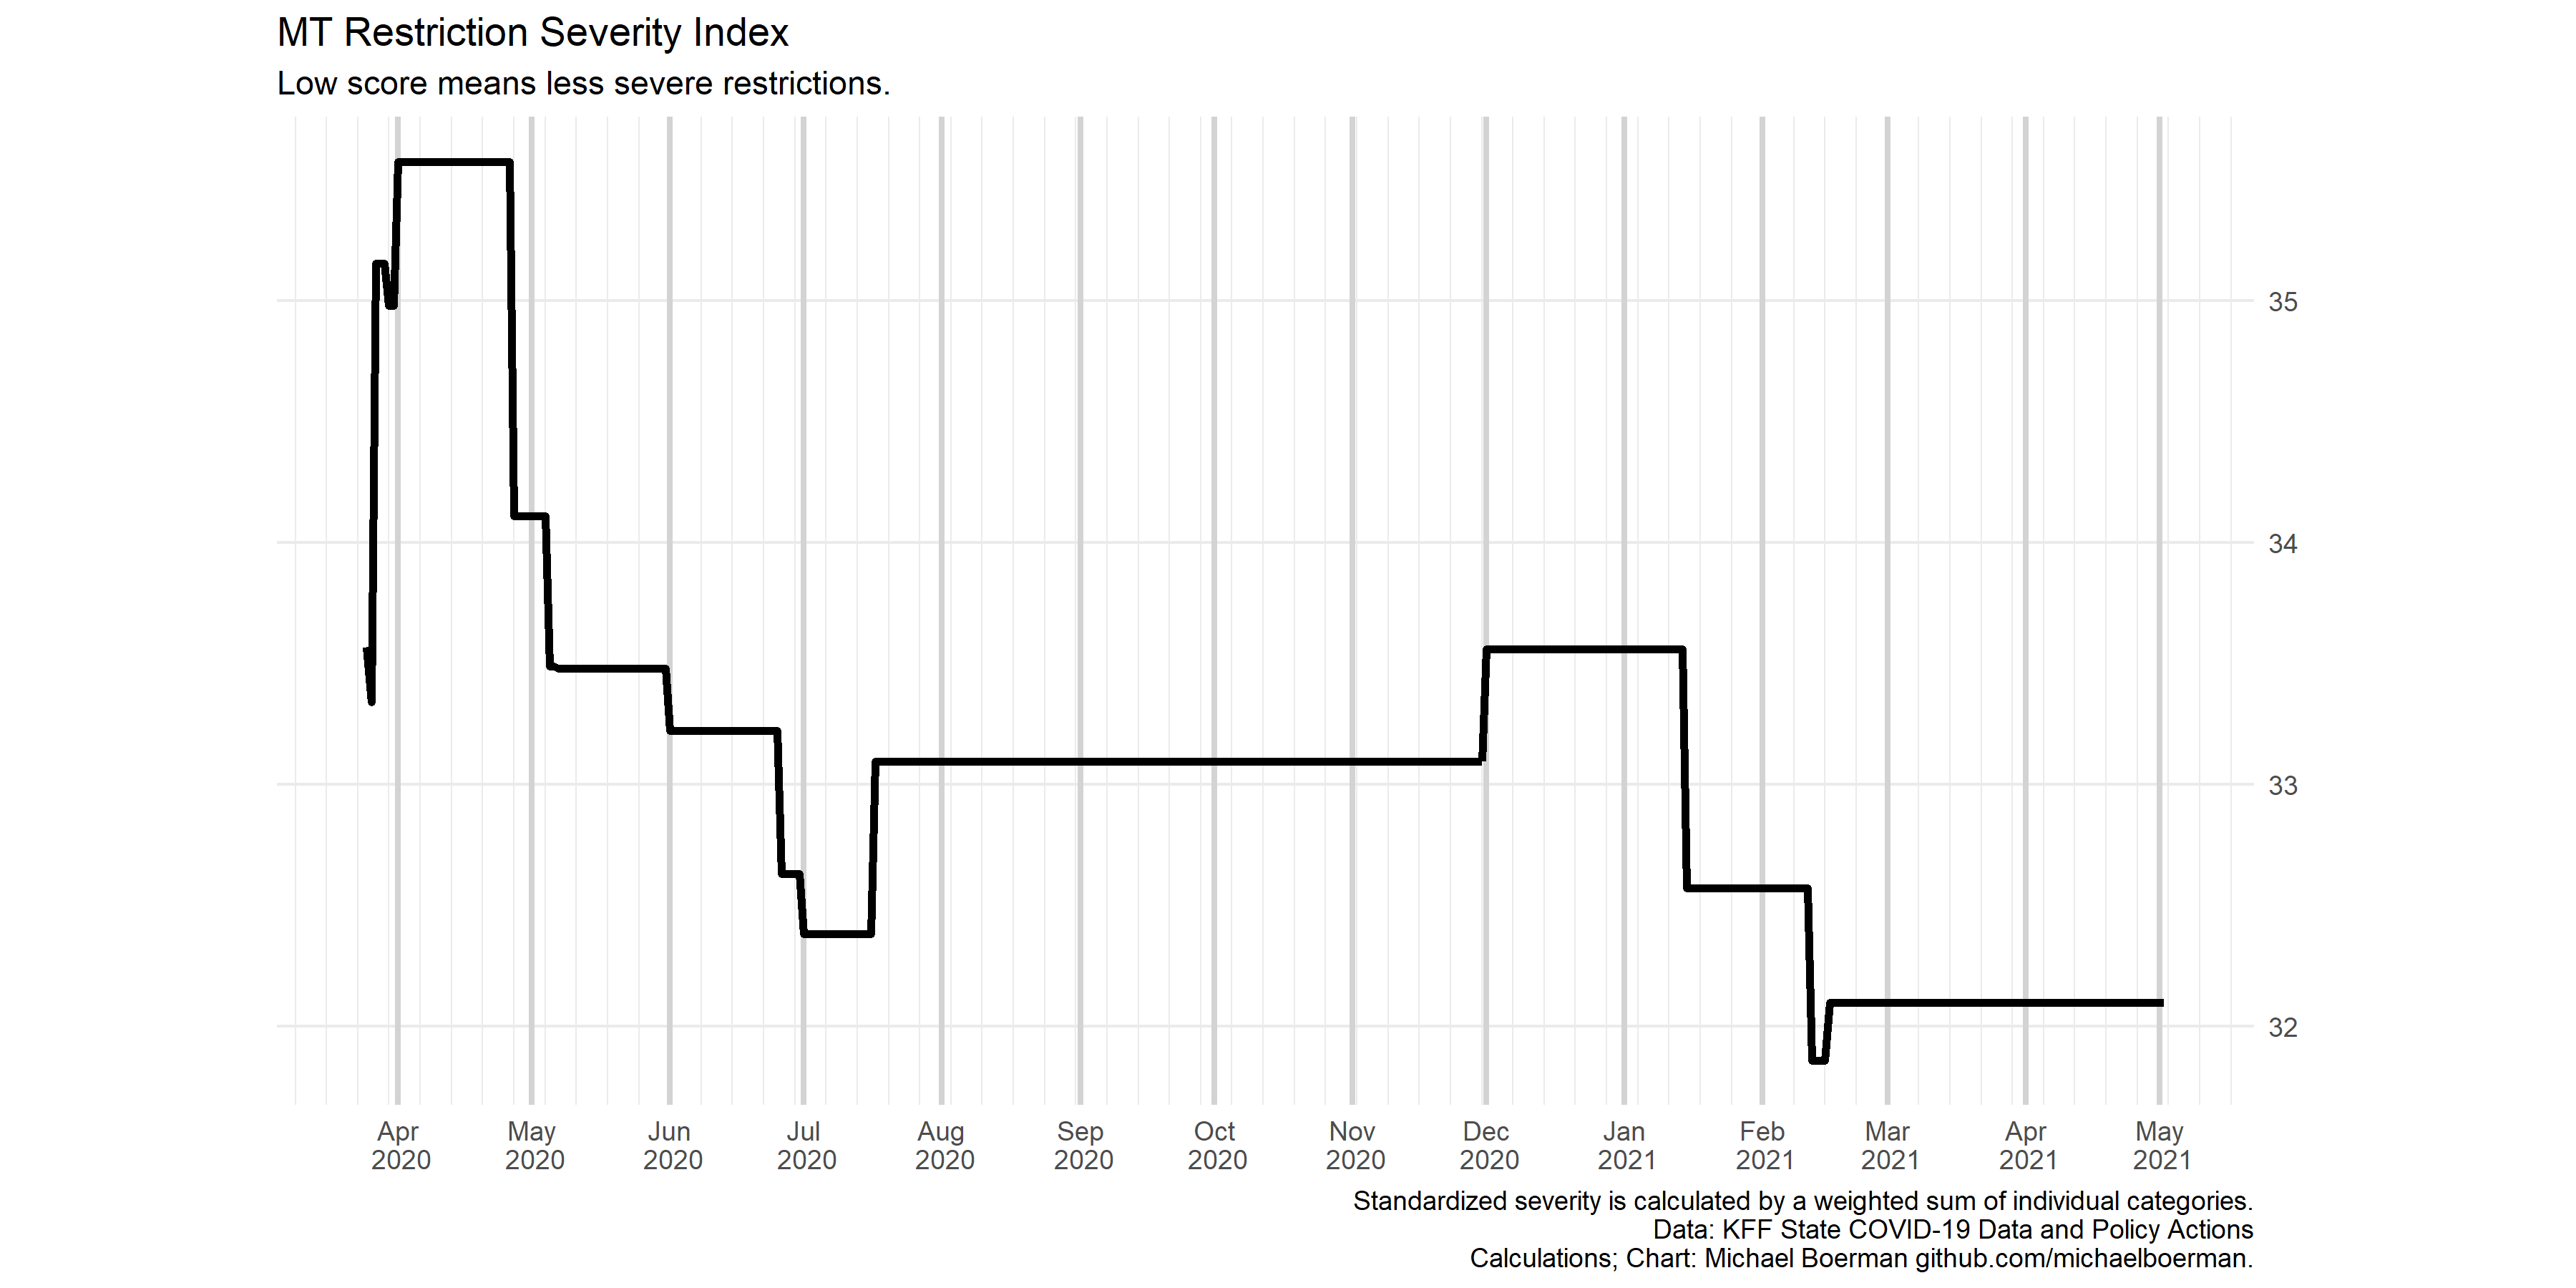 MT Restriction Severity Index
Low score means less severe restrictions.
35
34
33
32
Apr May Jun Jul Aug Sep Oct Nov Dec Jan Feb Mar Apr May
2020 2020 2020 2020 2020 2020 2020 2020 2020 2021 2021 2021 2021 2021
Standardized severity is calculated by a weighted sum of individual categories.
Data: KFF State COVID-19 Data and Policy Actions
Calculations; Chart: Michael Boerman github.com/michaelboerman.